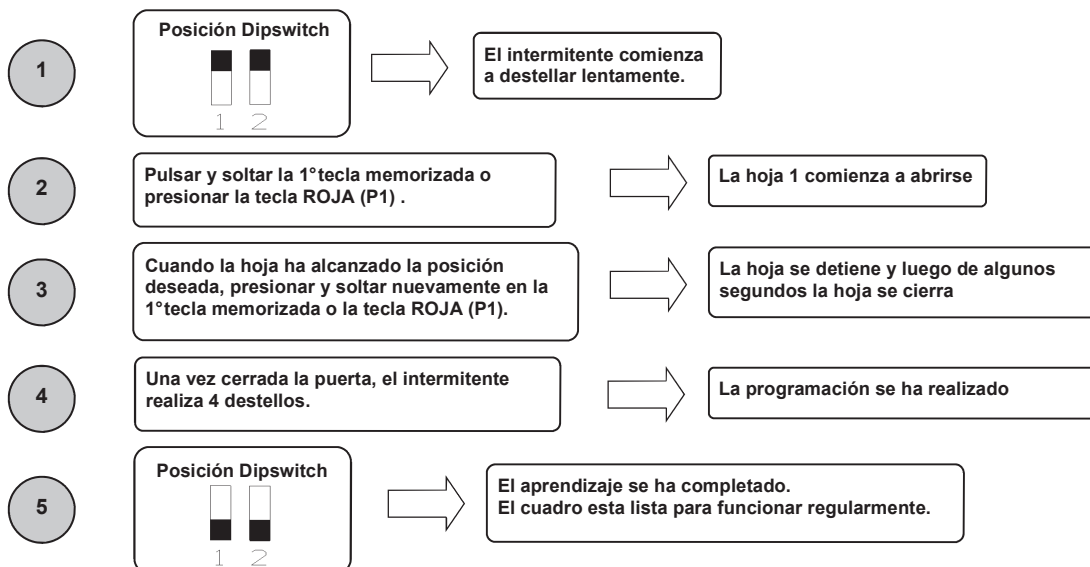 1
Posición Dipswitch
1 2
El intermitente comienza
a destellar lentamente.
2
Pulsar y soltar la 1°tecla memorizada o
presionar la tecla ROJA (P1) .
La hoja 1 comienza a abrirse
3
Cuando la hoja ha alcanzado la posición
deseada, presionar y soltar nuevamente en la
1°tecla memorizada o la tecla ROJA (P1).
La hoja se detiene y luego de algunos
segundos la hoja se cierra
4
Una vez cerrada la puerta, el intermitente
realiza 4 destellos.
La programación se ha realizado
5
Posición Dipswitch
1 2
El aprendizaje se ha completado.
El cuadro esta lista para funcionar regularmente.